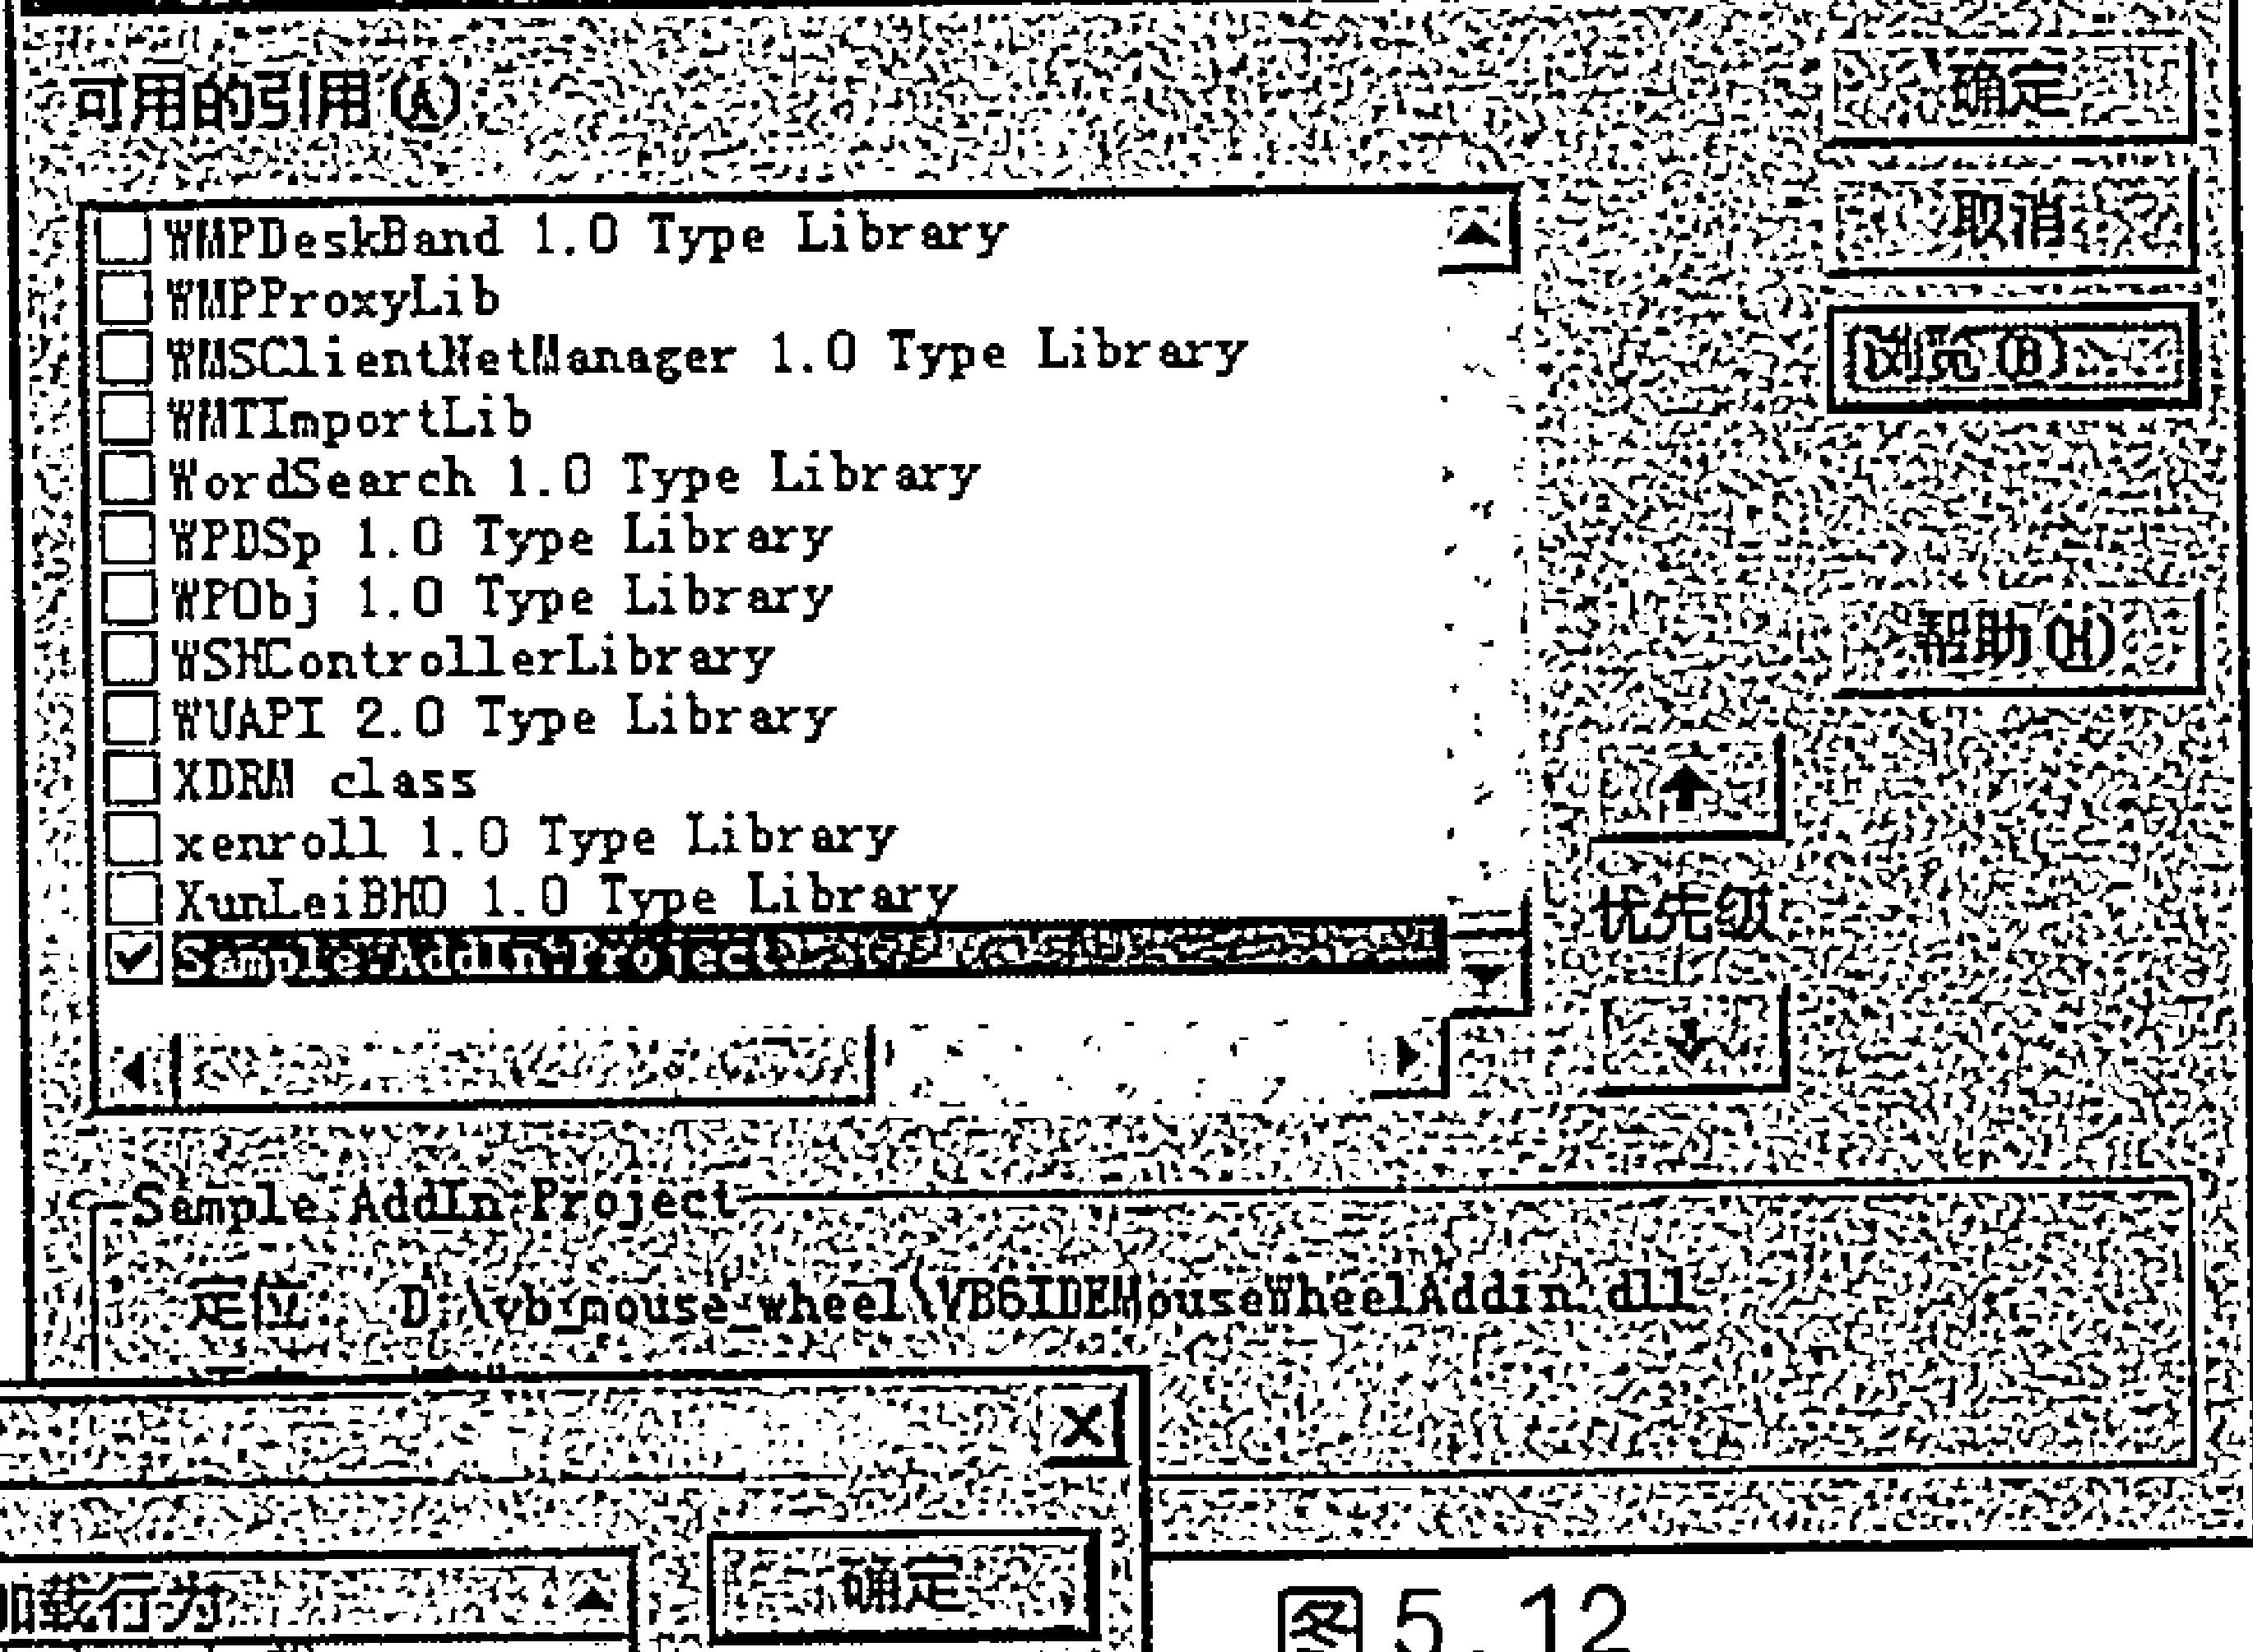 可用的引用(A)
确定
取消
浏览(B)
WMPDeskBand 1.0 Type Library
WMPProxyLib
WMSClientNetManager 1.0 Type Library
WMTImportLib
WordSearch 1.0 Type Library
WPDSp 1.0 Type Library
WPObj 1.0 Type Library
WSHControllerLibrary
WUAPI 2.0 Type Library
XDRM class
xenroll 1.0 Type Library
XunLeiBHO 1.0 Type Library
Sample AddIn Project
帮助(H)
优先级
Sample AddIn Project
定位: D:\vb_mouse_wheel\VB6IDEMouseWheelAddin.dll
加载行为
确定
图 5.12